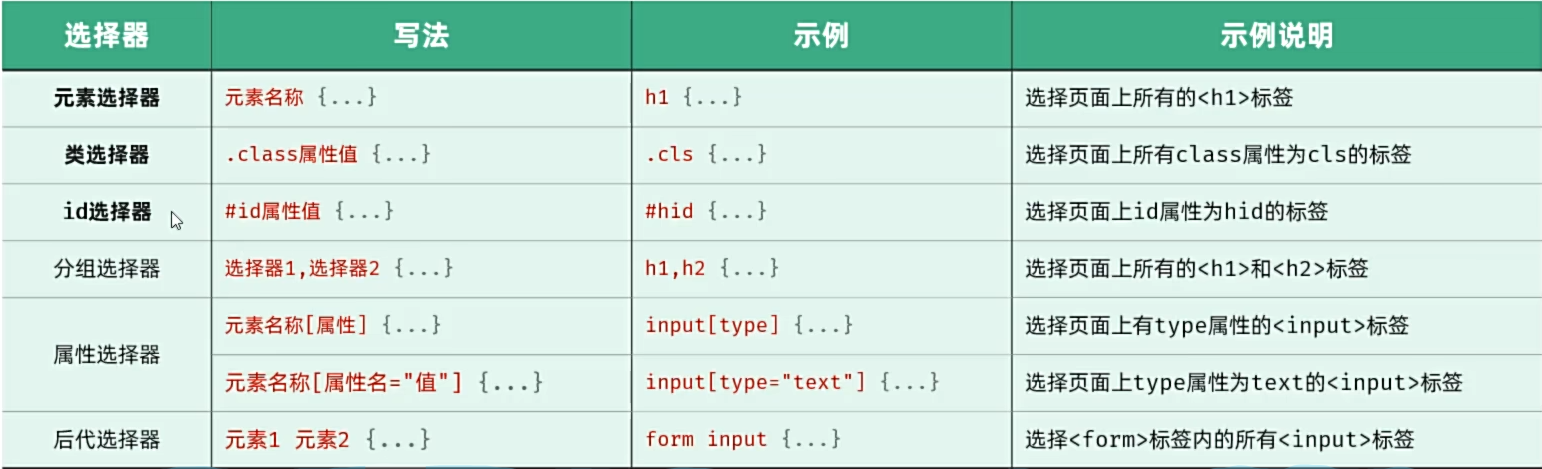 选择器 写法 示例 示例说明
元素选择器 元素名称 {...} h1 {...} 选择页面上所有的<h1>标签
类选择器 .class属性值 {...} .cls {...} 选择页面上所有class属性为cls的标签
id选择器 #id属性值 {...} #hid {...} 选择页面上id属性为hid的标签
分组选择器 选择器1,选择器2 {...} h1,h2 {...} 选择页面上所有的<h1>和<h2>标签
属性选择器 元素名称[属性] {...} input[type] {...} 选择页面上有type属性的<input>标签
元素名称[属性名="值"] {...} input[type="text"] {...} 选择页面上type属性为text的<input>标签
后代选择器 元素1 元素2 {...} form input {...} 选择<form>标签内的所有<input>标签